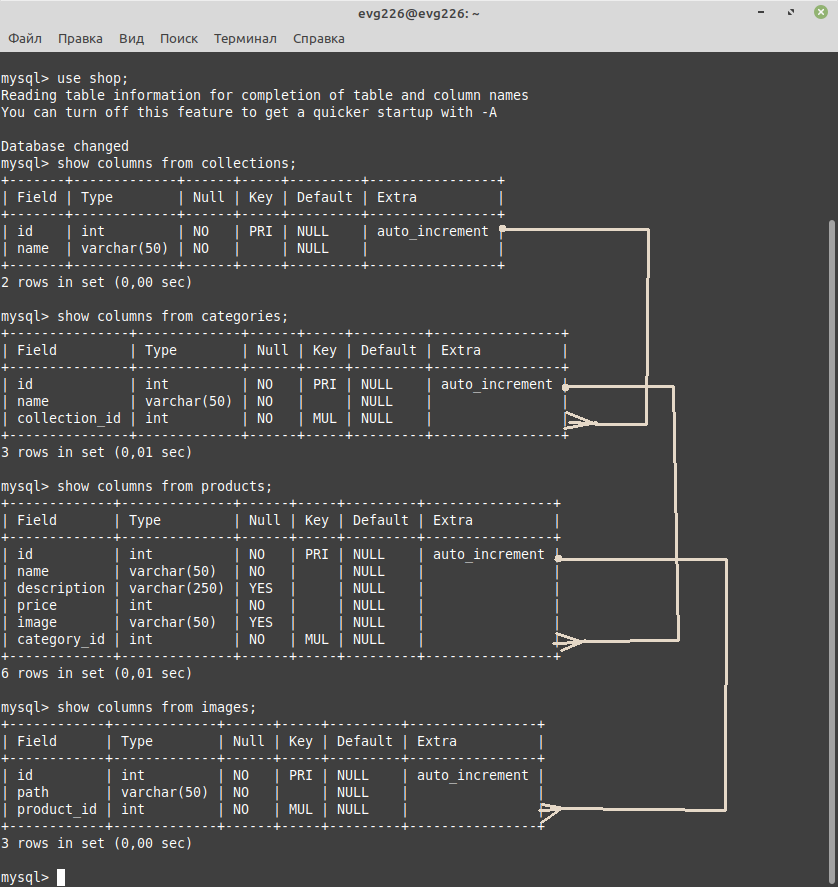 evg226@evg226: ~
Файл Правка Вид Поиск Терминал Справка
mysql> use shop;
Reading table information for completion of table and column names
You can turn off this feature to get a quicker startup with -A
Database changed
mysql> show columns from collections;
+-------+-------------+------+-----+---------+----------------+
| Field | Type        | Null | Key | Default | Extra          |
+-------+-------------+------+-----+---------+----------------+
| id    | int         | NO   | PRI | NULL    | auto_increment |
| name  | varchar(50) | NO   |     | NULL    |                |
+-------+-------------+------+-----+---------+----------------+
2 rows in set (0,00 sec)
mysql> show columns from categories;
+---------------+-------------+------+-----+---------+----------------+
| Field         | Type        | Null | Key | Default | Extra          |
+---------------+-------------+------+-----+---------+----------------+
| id            | int         | NO   | PRI | NULL    | auto_increment |
| name          | varchar(50) | NO   |     | NULL    |                |
| collection_id | int         | NO   | MUL | NULL    |                |
+---------------+-------------+------+-----+---------+----------------+
3 rows in set (0,01 sec)
mysql> show columns from products;
+-------------+--------------+------+-----+---------+----------------+
| Field       | Type         | Null | Key | Default | Extra          |
+-------------+--------------+------+-----+---------+----------------+
| id          | int          | NO   | PRI | NULL    | auto_increment |
| name        | varchar(50)  | NO   |     | NULL    |                |
| description | varchar(250) | YES  |     | NULL    |                |
| price       | int          | NO   |     | NULL    |                |
| image       | varchar(50)  | YES  |     | NULL    |                |
| category_id | int          | NO   | MUL | NULL    |                |
+-------------+--------------+------+-----+---------+----------------+
6 rows in set (0,01 sec)
mysql> show columns from images;
+------------+-------------+------+-----+---------+----------------+
| Field      | Type        | Null | Key | Default | Extra          |
+------------+-------------+------+-----+---------+----------------+
| id         | int         | NO   | PRI | NULL    | auto_increment |
| path       | varchar(50) | NO   |     | NULL    |                |
| product_id | int         | NO   | MUL | NULL    |                |
+------------+-------------+------+-----+---------+----------------+
3 rows in set (0,00 sec)
mysql>